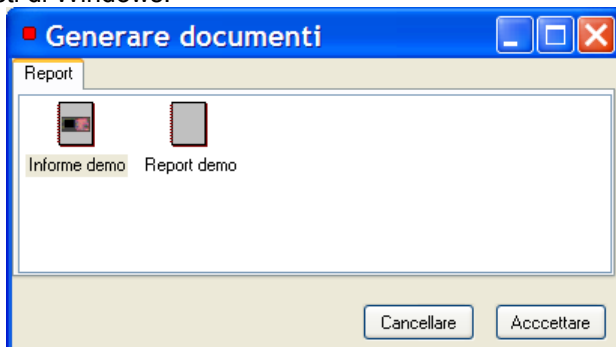 Generare documenti
Report
Informe demo Report demo
Cancellare Acccettare